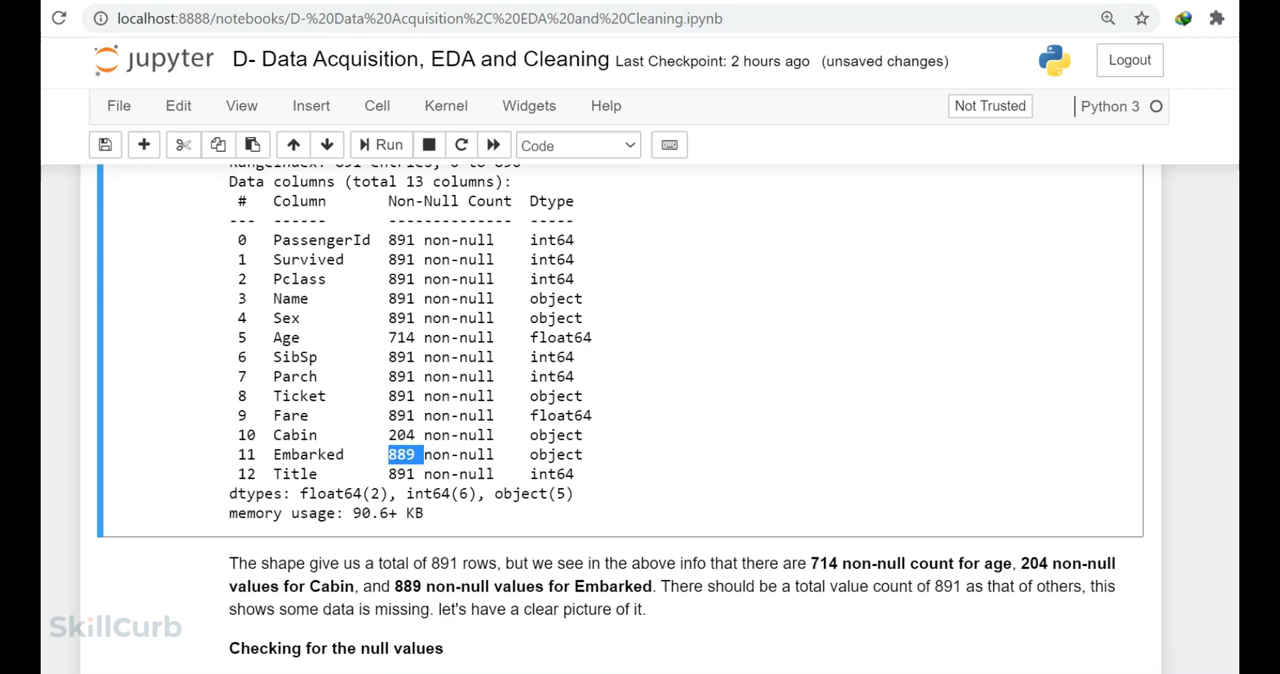 localhost:8888/notebooks/D-%20Data%20Acquisition%2C%20EDA%20and%20Cleaning.ipynb
jupyter D- Data Acquisition, EDA and Cleaning Last Checkpoint: 2 hours ago (unsaved changes) Logout
File Edit View Insert Cell Kernel Widgets Help Not Trusted Python 3
Run Code
Data columns (total 13 columns):
# Column Non-Null Count Dtype
--- ------ -------------- -----
0 PassengerId 891 non-null int64
1 Survived 891 non-null int64
2 Pclass 891 non-null int64
3 Name 891 non-null object
4 Sex 891 non-null object
5 Age 714 non-null float64
6 SibSp 891 non-null int64
7 Parch 891 non-null int64
8 Ticket 891 non-null object
9 Fare 891 non-null float64
10 Cabin 204 non-null object
11 Embarked 889 non-null object
12 Title 891 non-null int64
dtypes: float64(2), int64(6), object(5)
memory usage: 90.6+ KB
The shape give us a total of 891 rows, but we see in the above info that there are 714 non-null count for age, 204 non-null
values for Cabin, and 889 non-null values for Embarked. There should be a total value count of 891 as that of others, this
shows some data is missing. let's have a clear picture of it.
SkillCurb
Checking for the null values